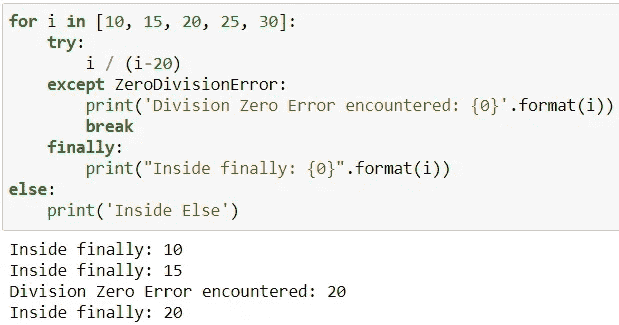 for i in [10, 15, 20, 25, 30]:
    try:
        i / (i-20)
    except ZeroDivisionError:
        print('Division Zero Error encountered: {0}'.format(i))
        break
    finally:
        print("Inside finally: {0}".format(i))
else:
    print('Inside Else')
Inside finally: 10
Inside finally: 15
Division Zero Error encountered: 20
Inside finally: 20